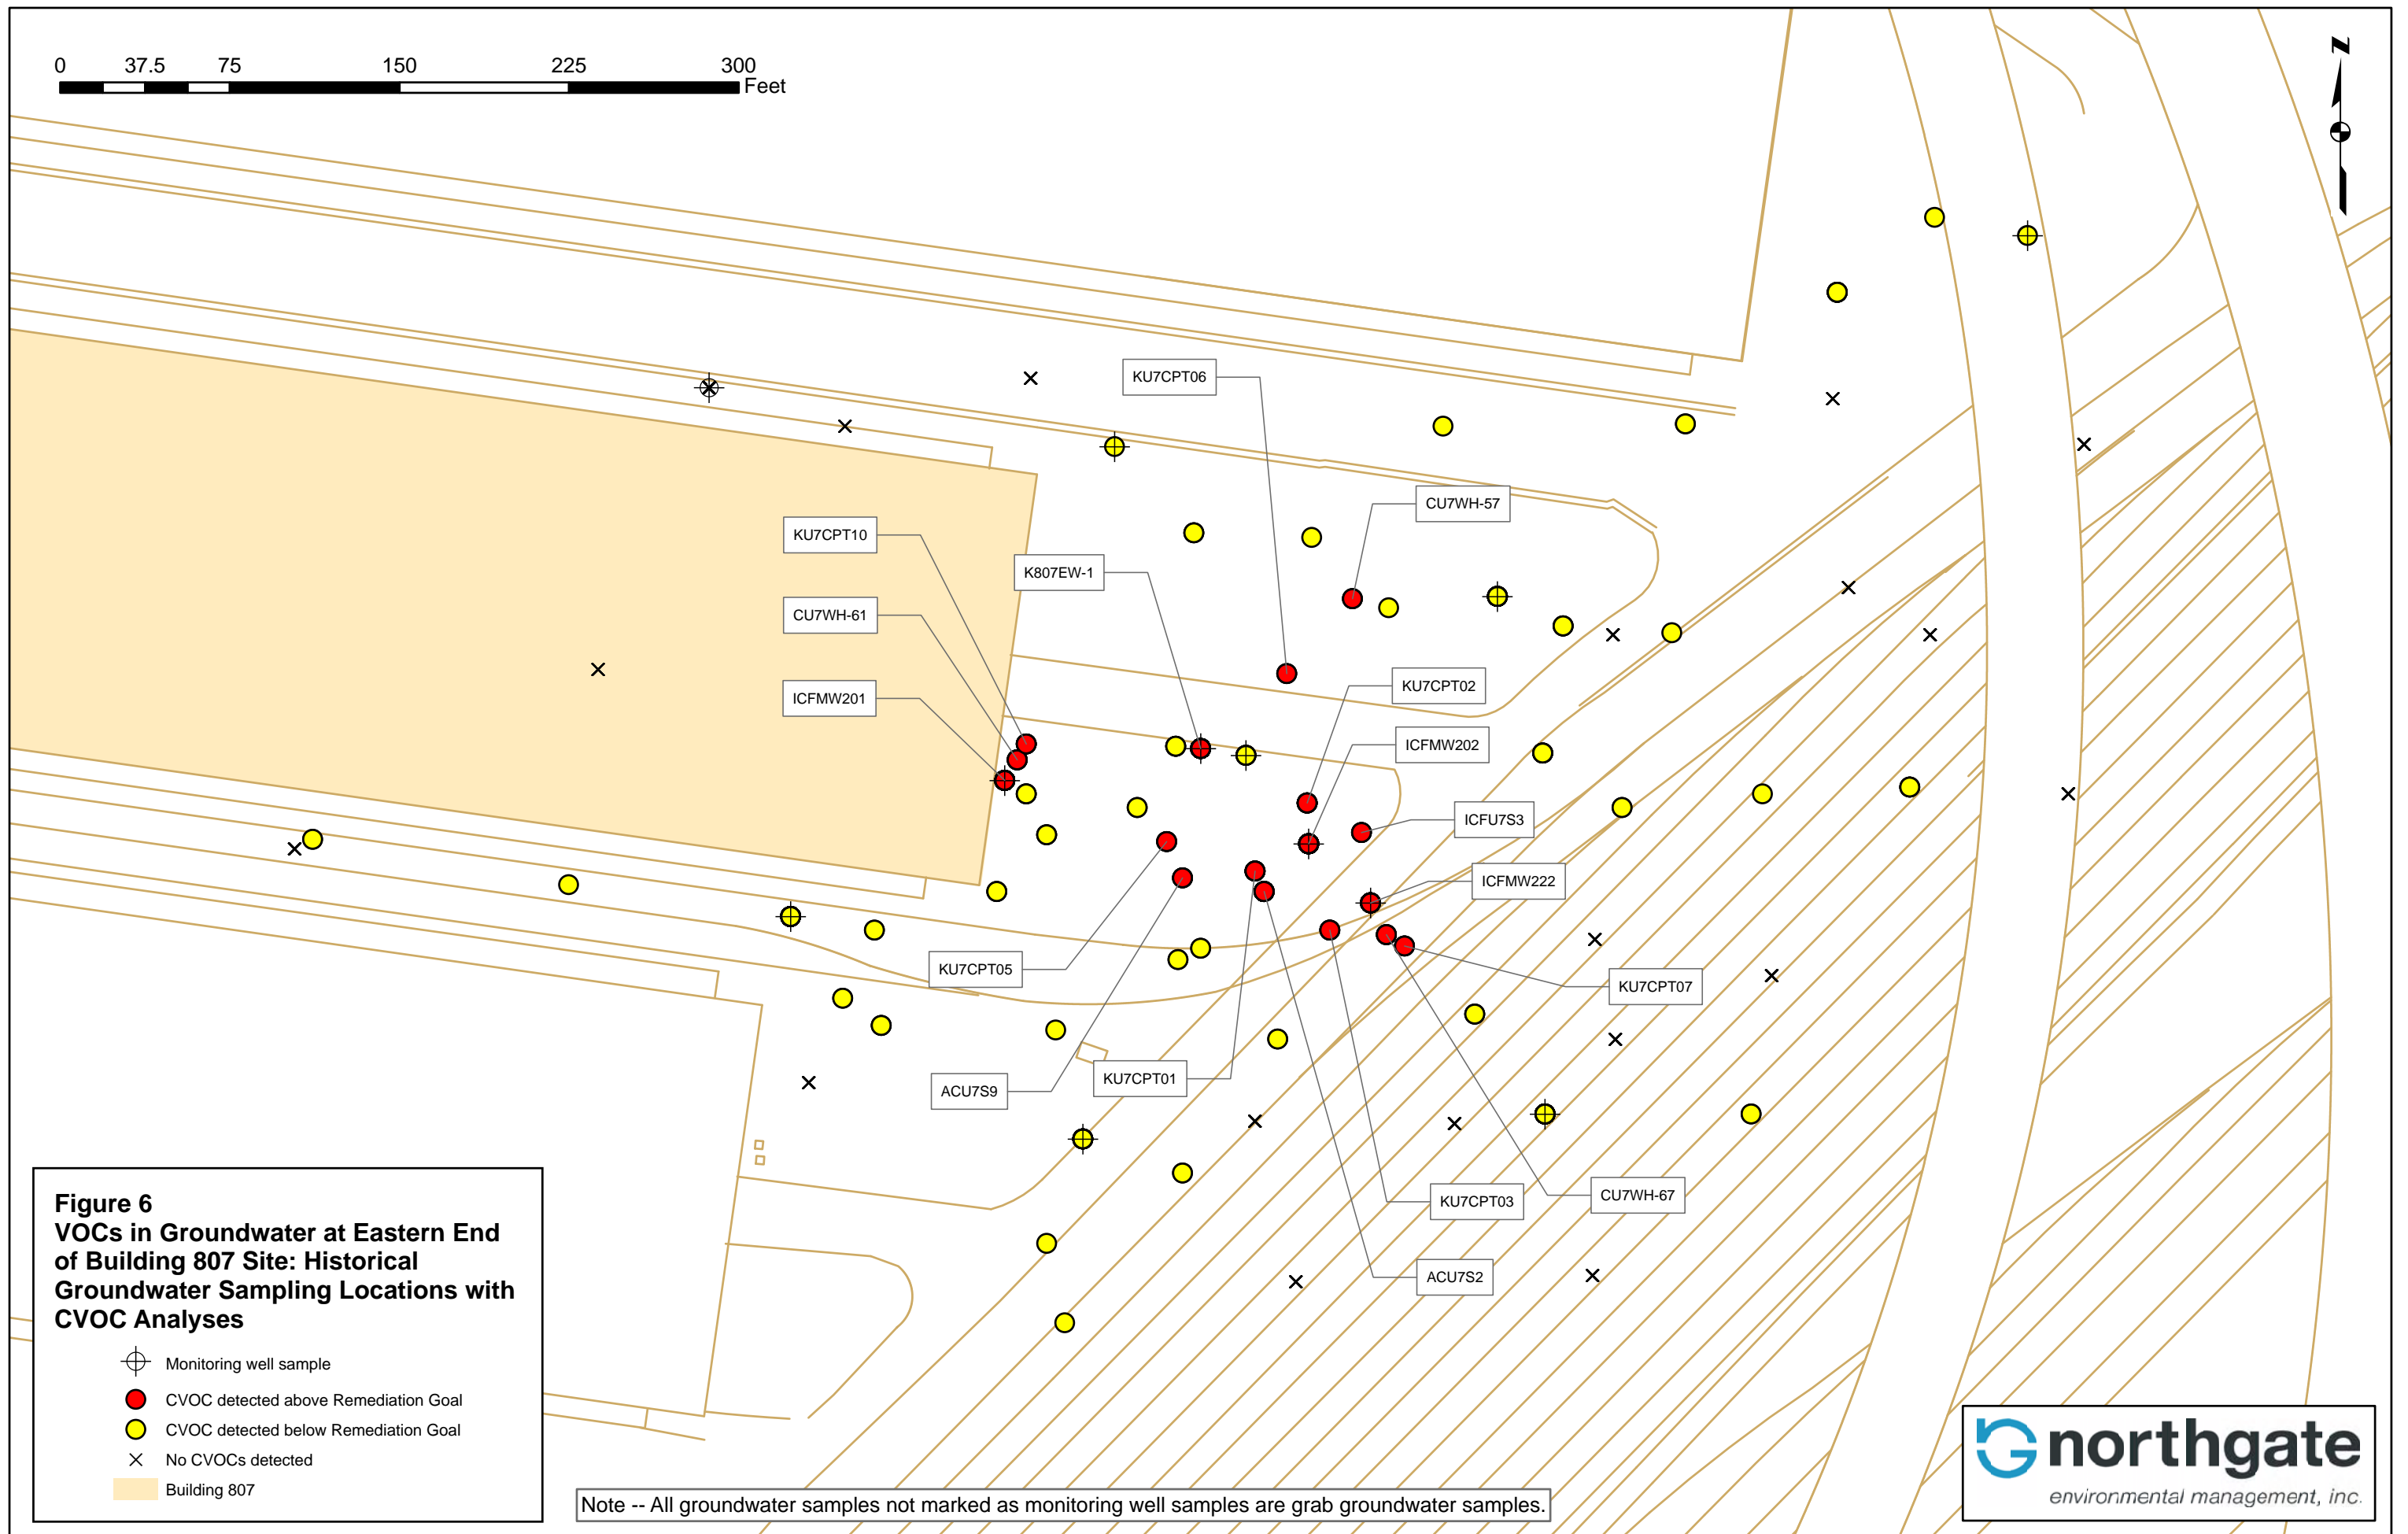 0 37.5 75 150 225 300
Feet
N
KU7CPT06
CU7WH-57
KU7CPT10
K807EW-1
CU7WH-61
KU7CPT02
ICFMW201
ICFMW202
ICFU7S3
ICFMW222
KU7CPT05
KU7CPT07
KU7CPT01
ACU7S9
CU7WH-67
KU7CPT03
ACU7S2
Figure 6
VOCs in Groundwater at Eastern End
of Building 807 Site: Historical
Groundwater Sampling Locations with
CVOC Analyses
Monitoring well sample
CVOC detected above Remediation Goal
CVOC detected below Remediation Goal
No CVOCs detected
Building 807
Note -- All groundwater samples not marked as monitoring well samples are grab groundwater samples.
northgate
environmental management, inc.